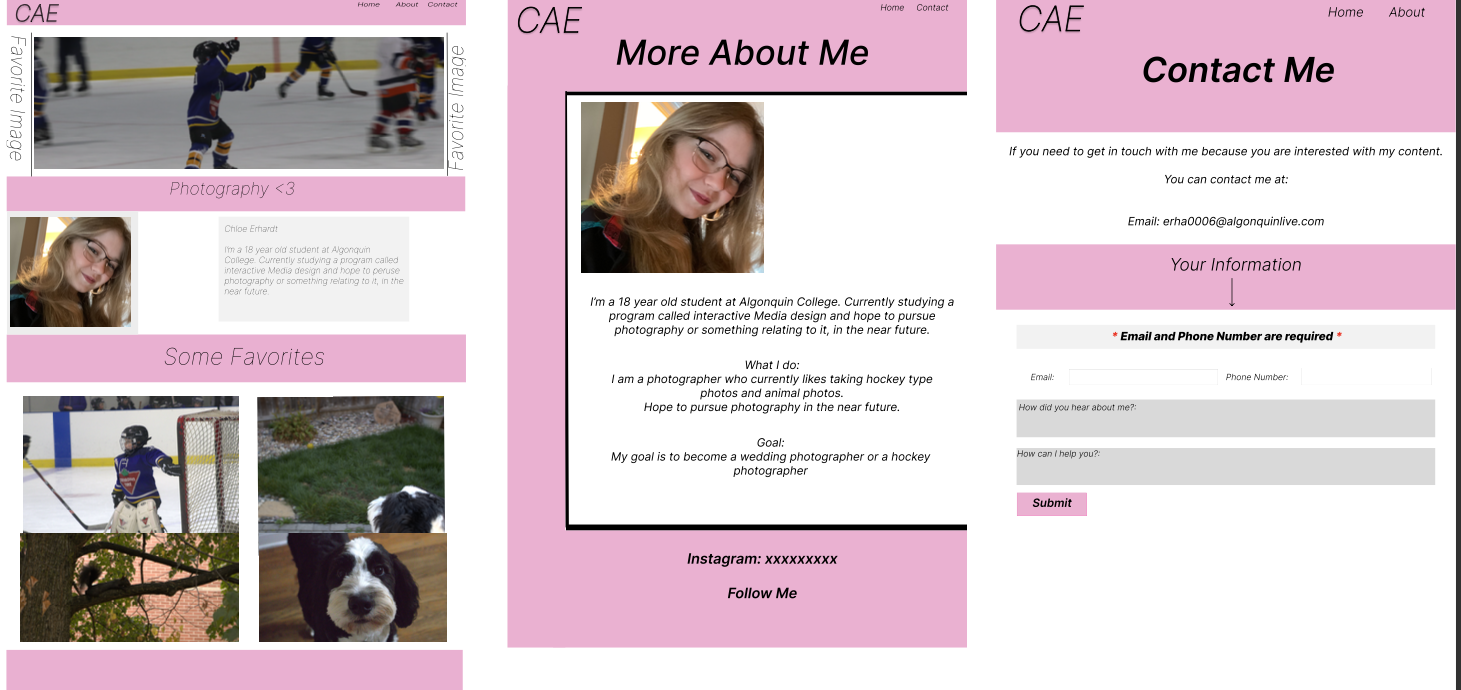 CAE
Home About Contact
Favorite Image
Favorite Image
Photography <3
Chloe Erhardt
I'm a 18 year old student at Algonquin
College. Currently studying a program called
interactive Media design and hope to peruse
photography or something relating to it, in the
near future.
Some Favorites
CAE
Home Contact
More About Me
I'm a 18 year old student at Algonquin College. Currently studying a
program called interactive Media design and hope to pursue
photography or something relating to it, in the near future.
What I do:
I am a photographer who currently likes taking hockey type
photos and animal photos.
Hope to pursue photography in the near future.
Goal:
My goal is to become a wedding photographer or a hockey
photographer
Instagram: xxxxxxxxx
Follow Me
CAE
Home About
Contact Me
If you need to get in touch with me because you are interested with my content.
You can contact me at:
Email: erha0006@algonquinlive.com
Your Information
* Email and Phone Number are required *
Email: Phone Number:
How did you hear about me?:
How can I help you?:
Submit